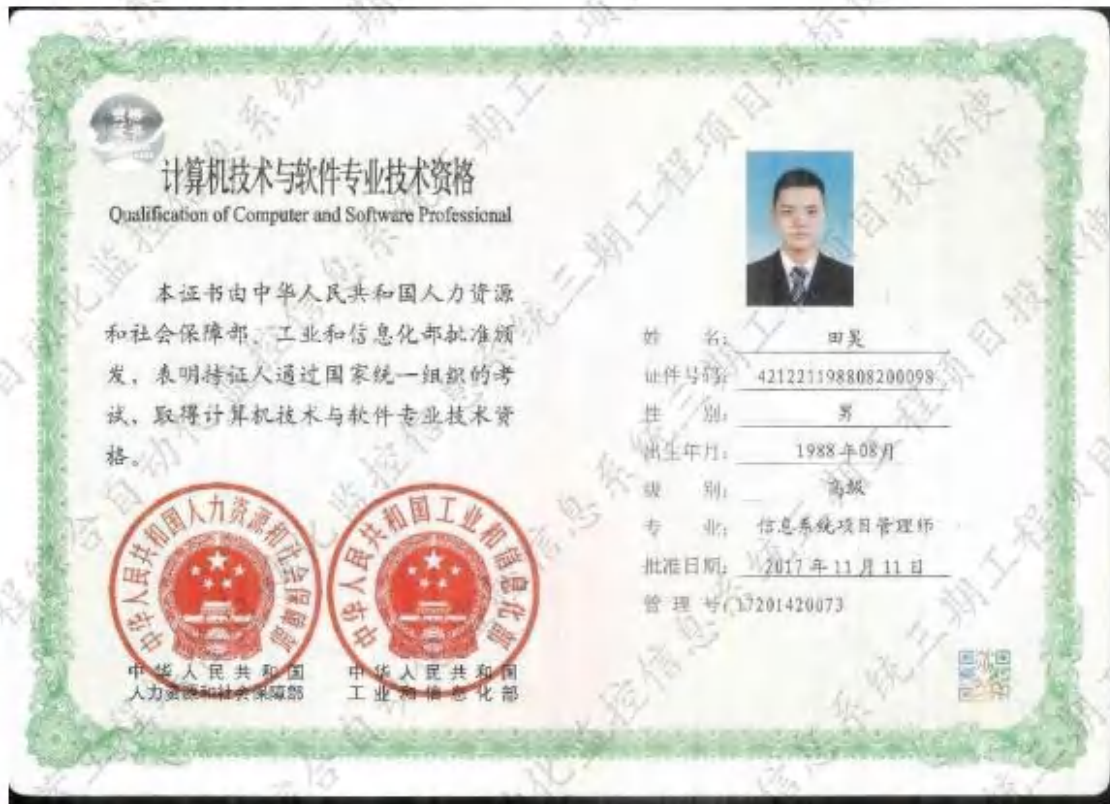 计算机技术与软件专业技术资格
Qualification of Computer and Software Professional
本证书由中华人民共和国人力资源
和社会保障部、工业和信息化部批准颁
发，表明持证人通过国家统一组织的考
试，取得计算机技术与软件专业技术资
格。
中华人民共和国人力资源和社会保障部
中华人民共和国工业和信息化部
中华人民共和国
人力资源和社会保障部
中华人民共和国
工业和信息化部
姓 名： 田昊
证件号码： 421221198808200098
性 别： 男
出生年月： 1988年08月
级 别： 高级
专 业： 信息系统项目管理师
批准日期： 2017年11月11日
管 理 号：17201420073